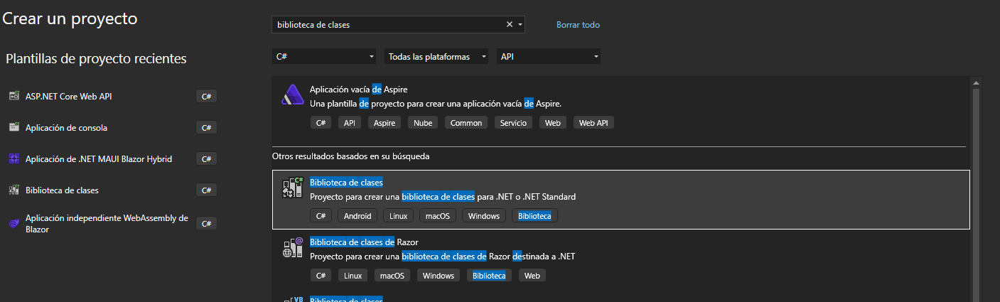 Crear un proyecto
Plantillas de proyecto recientes
ASP.NET Core Web API C#
Aplicación de consola C#
Aplicación de .NET MAUI Blazor Hybrid C#
Biblioteca de clases C#
Aplicación independiente WebAssembly de
Blazor C#
biblioteca de clases
Borrar todo
C# Todas las plataformas API
Aplicación vacía de Aspire
Una plantilla de proyecto para crear una aplicación vacía de Aspire.
C# API Aspire Nube Common Servicio Web Web API
Otros resultados basados en su búsqueda
C#
Biblioteca de clases
Proyecto para crear una biblioteca de clases para .NET o .NET Standard
C# Android Linux macOS Windows Biblioteca
@
Biblioteca de clases de Razor
Proyecto para crear una biblioteca de clases de Razor destinada a .NET
C# Linux macOS Windows Biblioteca Web
VB
Biblioteca de clases